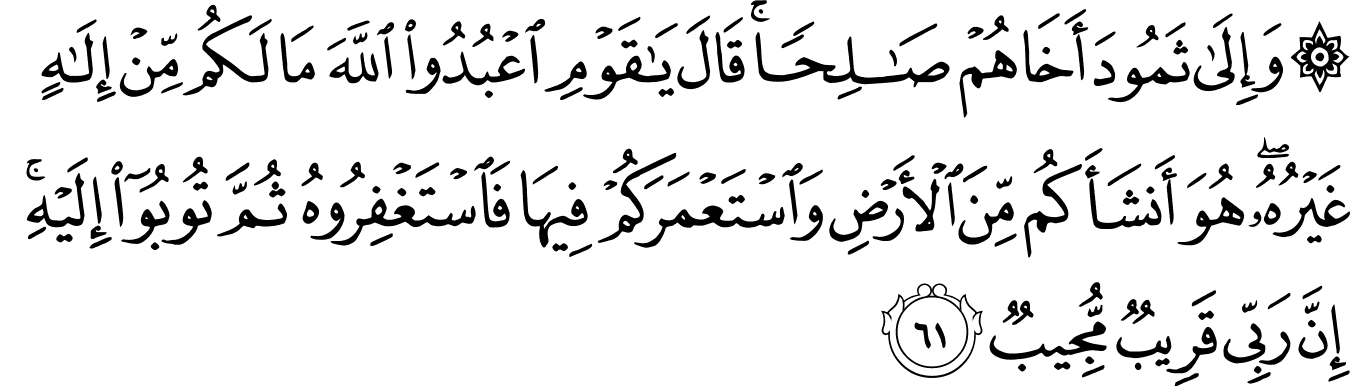 ۞ وَإِلَىٰ ثَمُودَ أَخَاهُمۡ صَـٰلِحࣰاۚ قَالَ يَـٰقَوۡمِ ٱعۡبُدُوا۟ ٱللَّهَ مَا لَكُم مِّنۡ إِلَـٰهٍ
غَيۡرُهُۥۖ هُوَ أَنشَأَكُم مِّنَ ٱلۡأَرۡضِ وَٱسۡتَعۡمَرَكُمۡ فِيهَا فَٱسۡتَغۡفِرُوهُ ثُمَّ تُوبُوۤا۟ إِلَيۡهِۚ
إِنَّ رَبِّی قَرِيبࣱ مُّجِيبࣱ ٦١